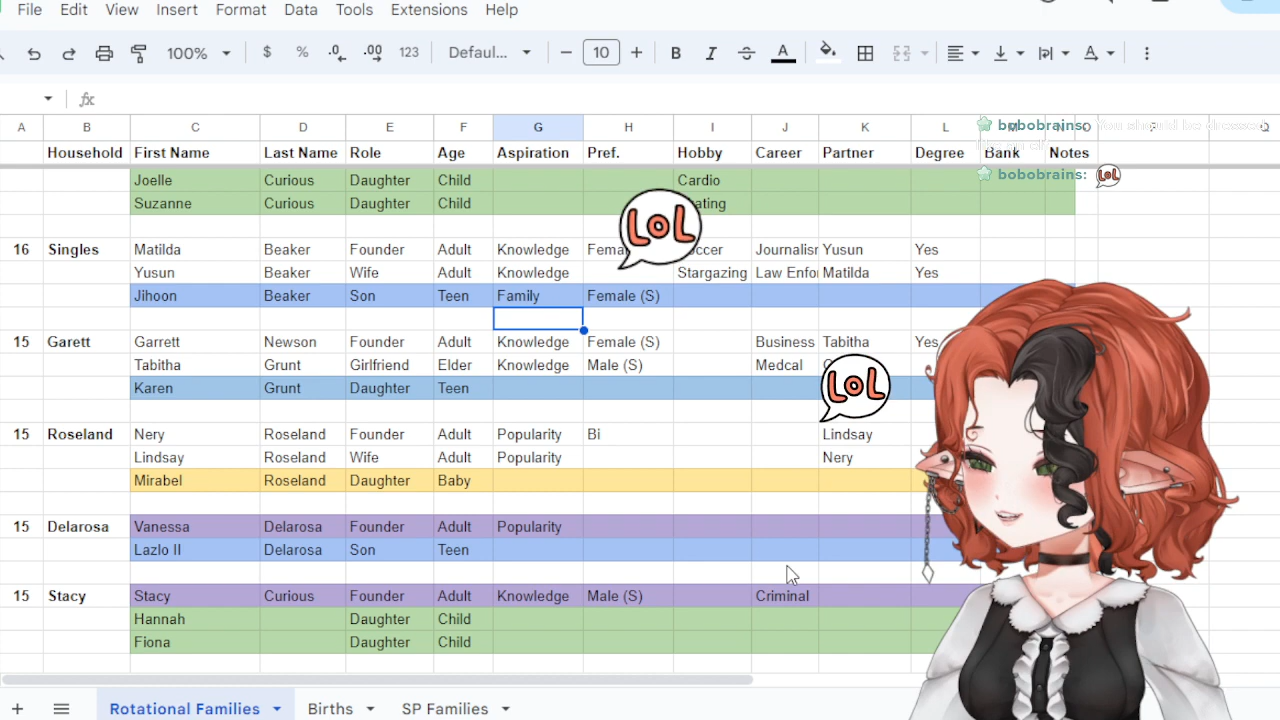 File Edit View Insert Format Data Tools Extensions Help
100% $ % .0 .00 123 Defaul... − 10 + B I A
fx
A B C D E F G H I J K L M N O Q
Household First Name Last Name Role Age Aspiration Pref. Hobby Career Partner Degree Bank Notes
bobobrains: You should be dressed
bobobrains: LoL
Joelle Curious Daughter Child Cardio
Suzanne Curious Daughter Child
LoL
16 Singles Matilda Beaker Founder Adult Knowledge Journalism Yusun Yes
Yusun Beaker Wife Adult Knowledge Stargazing Law Enfo Matilda Yes
Jihoon Beaker Son Teen Family Female (S)
15 Garett Garrett Newson Founder Adult Knowledge Female (S) Business Tabitha Yes
Tabitha Grunt Girlfriend Elder Knowledge Male (S) Medcal
Karen Grunt Daughter Teen
LoL
15 Roseland Nery Roseland Founder Adult Popularity Bi Lindsay
Lindsay Roseland Wife Adult Popularity Nery
Mirabel Roseland Daughter Baby
15 Delarosa Vanessa Delarosa Founder Adult Popularity
Lazlo II Delarosa Son Teen
15 Stacy Stacy Curious Founder Adult Knowledge Male (S) Criminal
Hannah Daughter Child
Fiona Daughter Child
+ Rotational Families Births SP Families